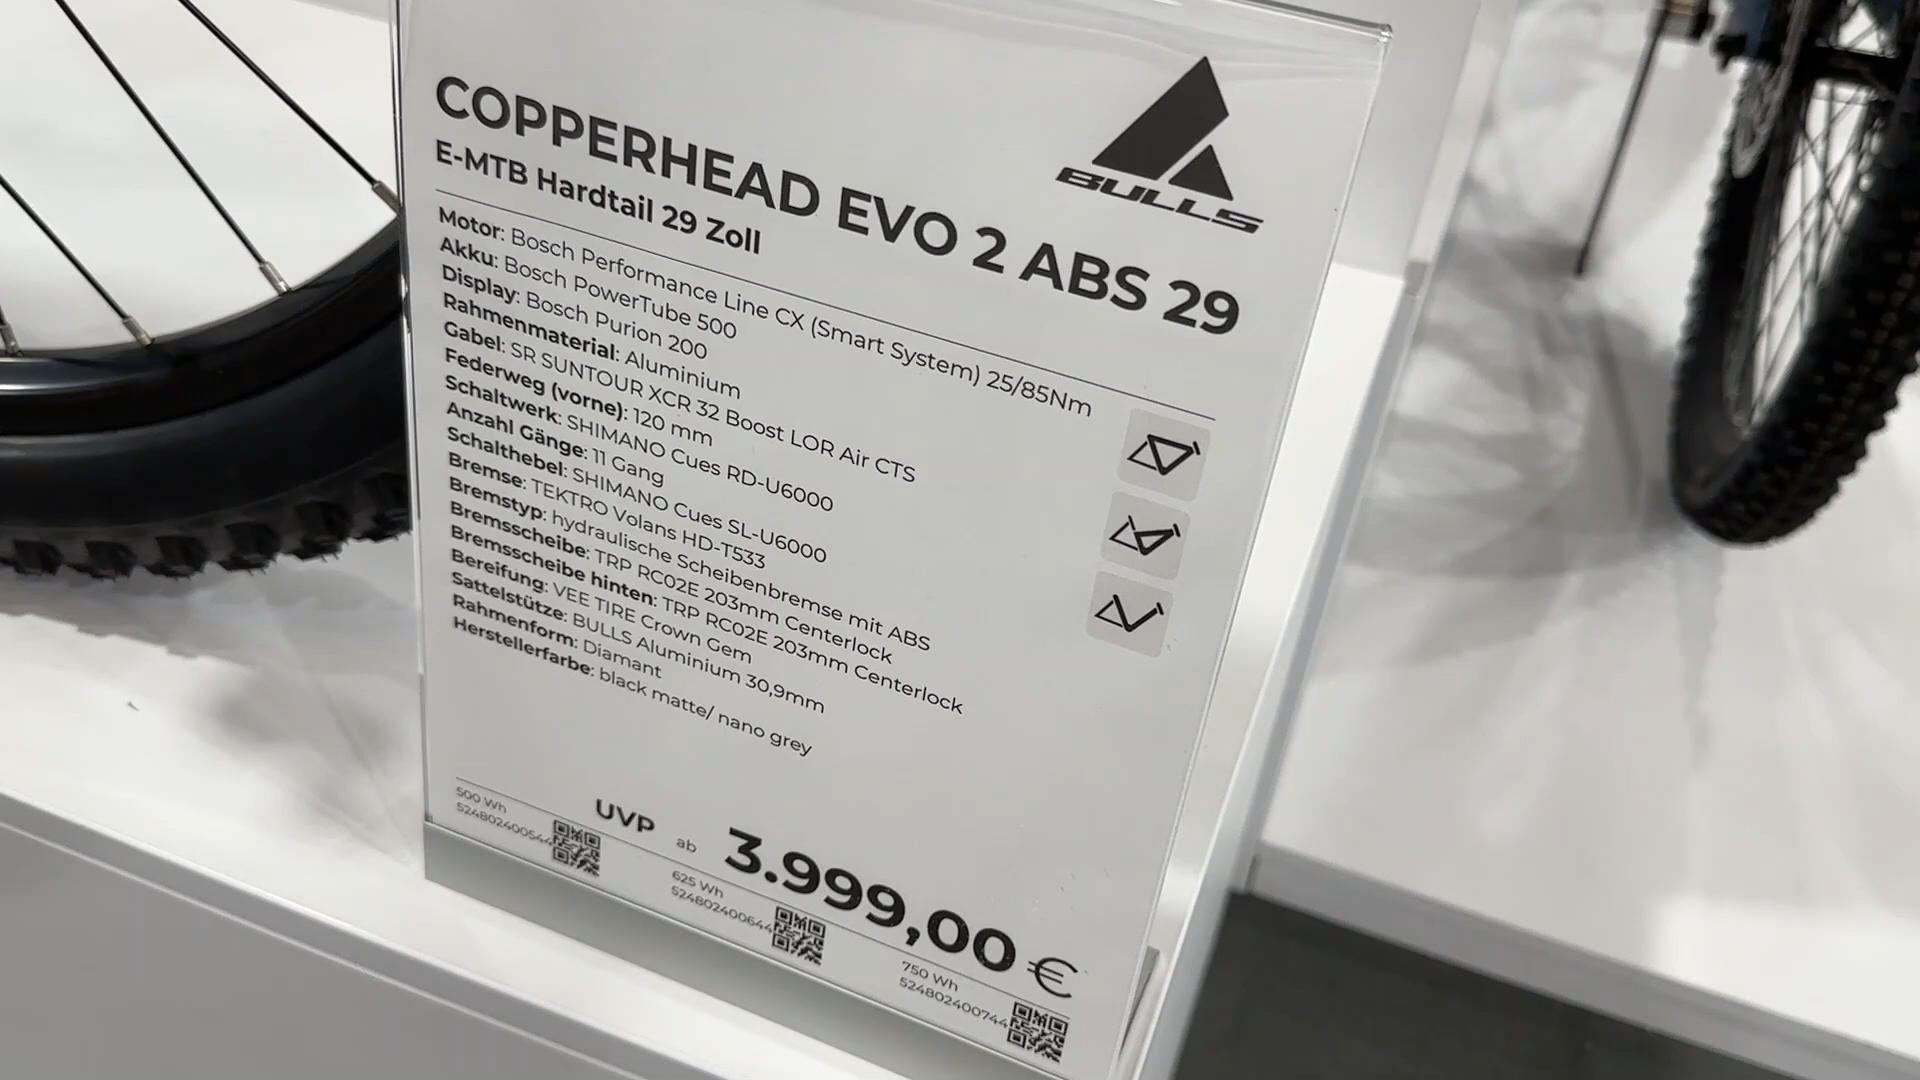 BULLS
COPPERHEAD EVO 2 ABS 29
E-MTB Hardtail 29 Zoll
Motor: Bosch Performance Line CX (Smart System) 25/85Nm
Akku: Bosch PowerTube 500
Display: Bosch Purion 200
Rahmenmaterial: Aluminium
Gabel: SR SUNTOUR XCR 32 Boost LOR Air CTS
Federweg (vorne): 120 mm
Schaltwerk: SHIMANO Cues RD-U6000
Anzahl Gänge: 11 Gang
Schalthebel: SHIMANO Cues SL-U6000
Bremse: TEKTRO Volans HD-T533
Bremstyp: hydraulische Scheibenbremse mit ABS
Bremsscheibe: TRP RC02E 203mm Centerlock
Bremsscheibe hinten: TRP RC02E 203mm Centerlock
Bereifung: VEE TIRE Crown Gem
Sattelstütze: BULLS Aluminium 30,9mm
Rahmenform: Diamant
Herstellerfarbe: black matte/ nano grey
UVP ab 3.999,00 €
500 Wh
524802400544
625 Wh
524802400644
750 Wh
524802400744